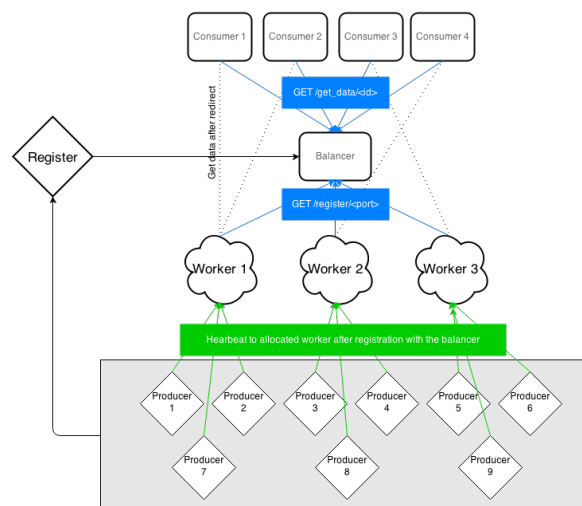 Consumer 1
Consumer 2
Consumer 3
Consumer 4
GET /get_data/<id>
Get data after redirect
Register
Balancer
GET /register/<port>
Worker 1
Worker 2
Worker 3
Hearbeat to allocated worker after registration with the balancer
Producer
1
Producer
2
Producer
3
Producer
4
Producer
5
Producer
6
Producer
7
Producer
8
Producer
9